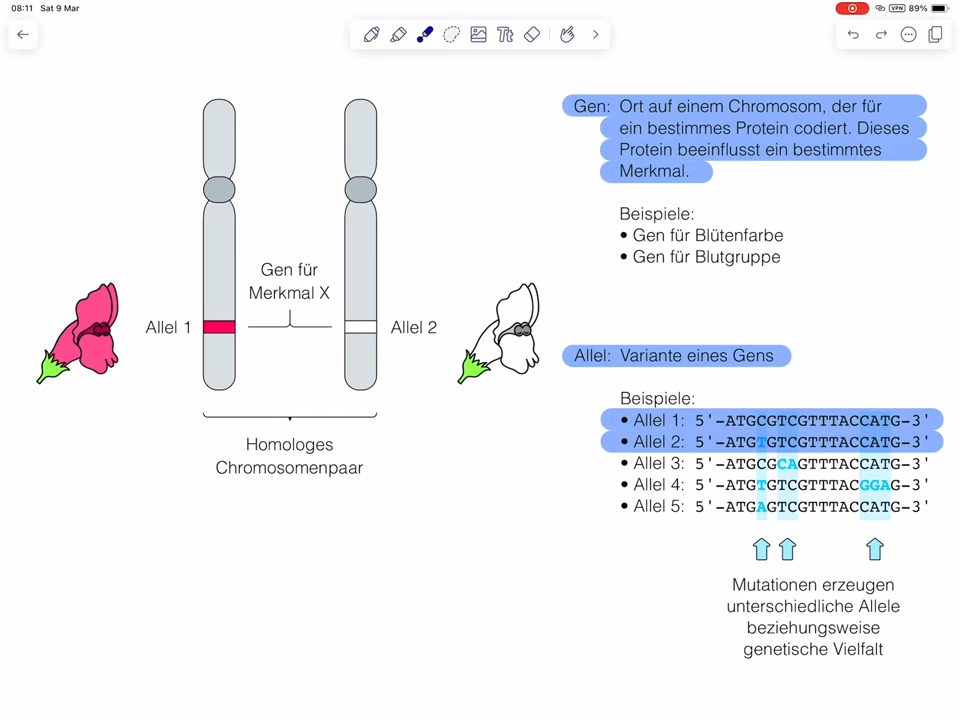 08:11 Sat 9 Mar
VPN 89%
Tt
Gen: Ort auf einem Chromosom, der für
ein bestimmes Protein codiert. Dieses
Protein beeinflusst ein bestimmtes
Merkmal.
Beispiele:
• Gen für Blütenfarbe
• Gen für Blutgruppe
Gen für
Merkmal X
Allel 1
Allel 2
Homologes
Chromosomenpaar
Allel: Variante eines Gens
Beispiele:
• Allel 1: 5'-ATGCGTCGTTTACCATG-3'
• Allel 2: 5'-ATGTGTCGTTTACCATG-3'
• Allel 3: 5'-ATGCGCAGTTTACCATG-3'
• Allel 4: 5'-ATGTGTCGTTTACGGAG-3'
• Allel 5: 5'-ATGAGTCGTTTACCATG-3'
Mutationen erzeugen
unterschiedliche Allele
beziehungsweise
genetische Vielfalt